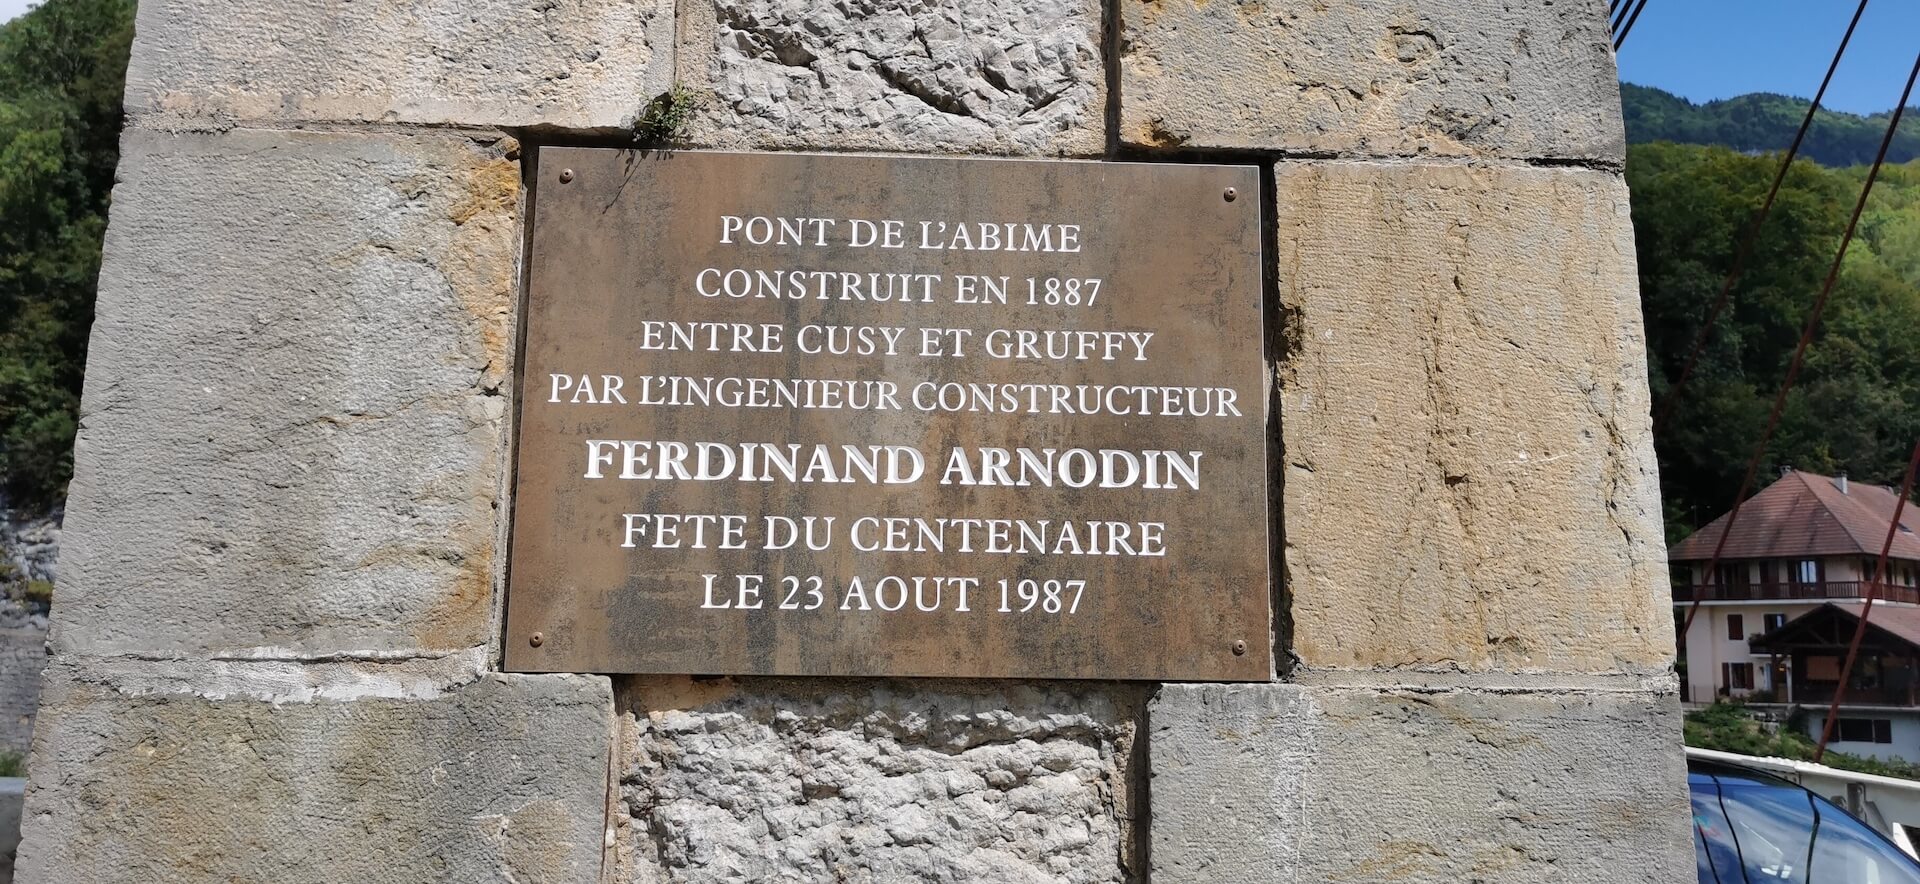 PONT DE L'ABIME
CONSTRUIT EN 1887
ENTRE CUSY ET GRUFFY
PAR L'INGENIEUR CONSTRUCTEUR
FERDINAND ARNODIN
FETE DU CENTENAIRE
LE 23 AOUT 1987